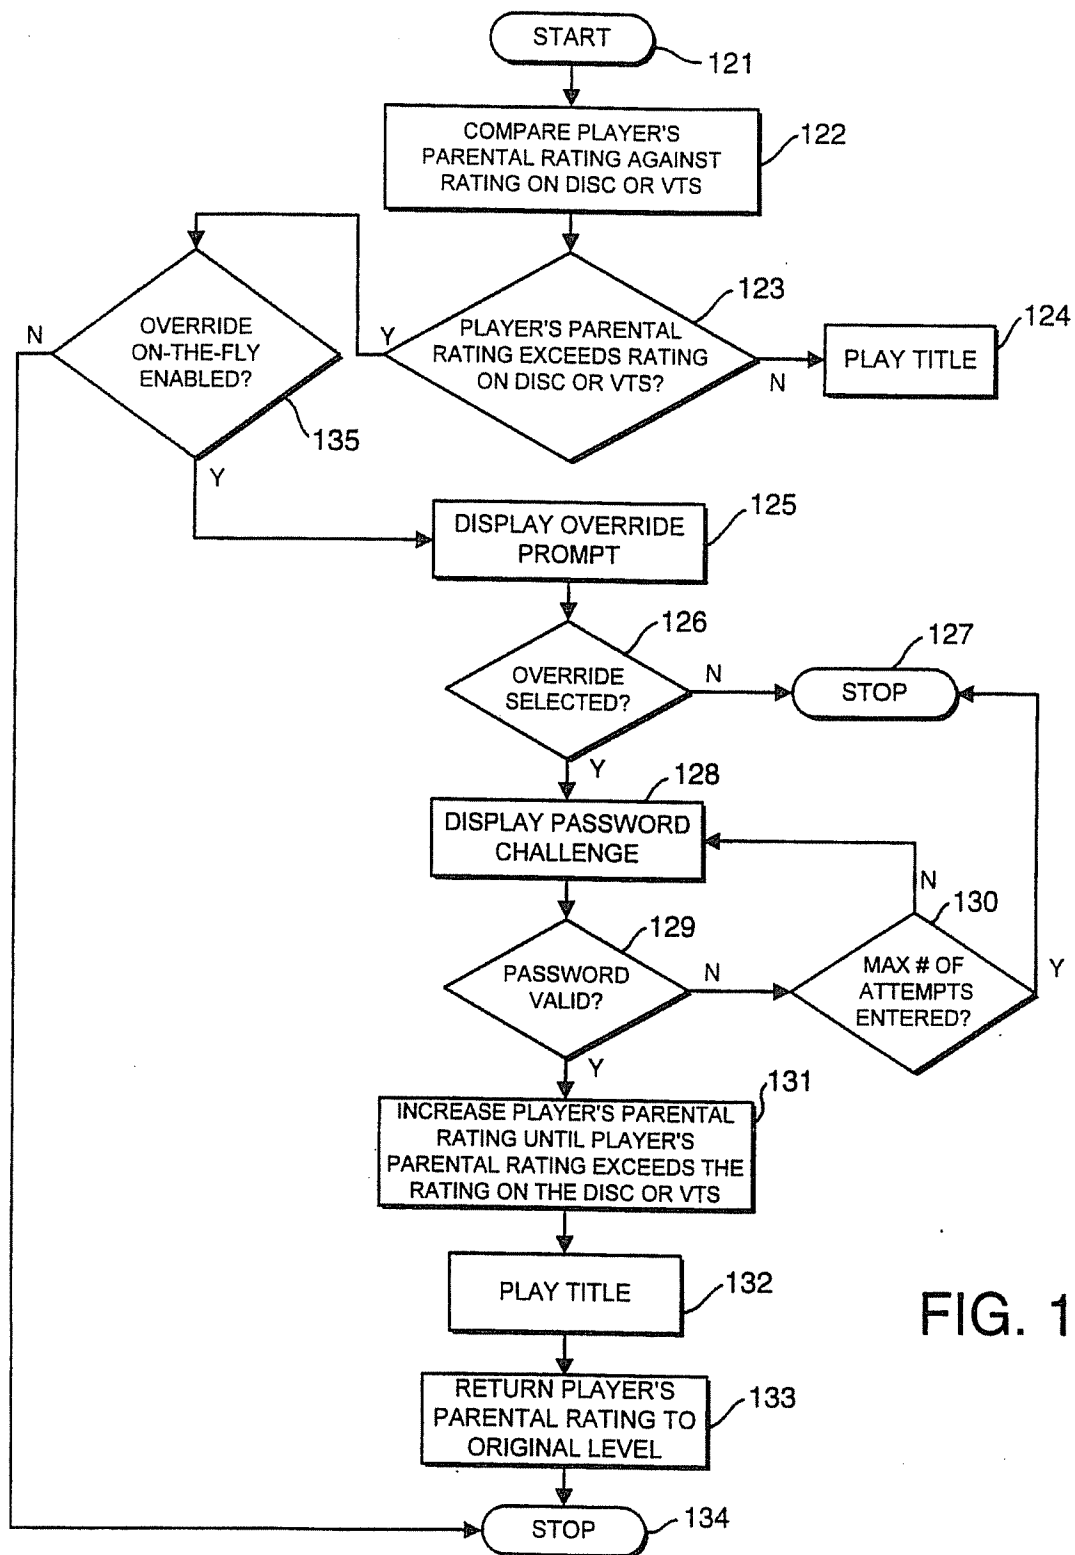 START
121
COMPARE PLAYER'S
PARENTAL RATING AGAINST
RATING ON DISC OR VTS
122
123
N
OVERRIDE
ON-THE-FLY
ENABLED?
135
Y
Y
PLAYER'S PARENTAL
RATING EXCEEDS RATING
ON DISC OR VTS?
N
124
PLAY TITLE
125
DISPLAY OVERRIDE
PROMPT
126
OVERRIDE
SELECTED?
N
127
STOP
Y
128
DISPLAY PASSWORD
CHALLENGE
N
129
130
PASSWORD
VALID?
N
MAX # OF
ATTEMPTS
ENTERED?
Y
Y
131
INCREASE PLAYER'S PARENTAL
RATING UNTIL PLAYER'S
PARENTAL RATING EXCEEDS THE
RATING ON THE DISC OR VTS
PLAY TITLE
132
FIG. 1
RETURN PLAYER'S
PARENTAL RATING TO
ORIGINAL LEVEL
133
STOP
134